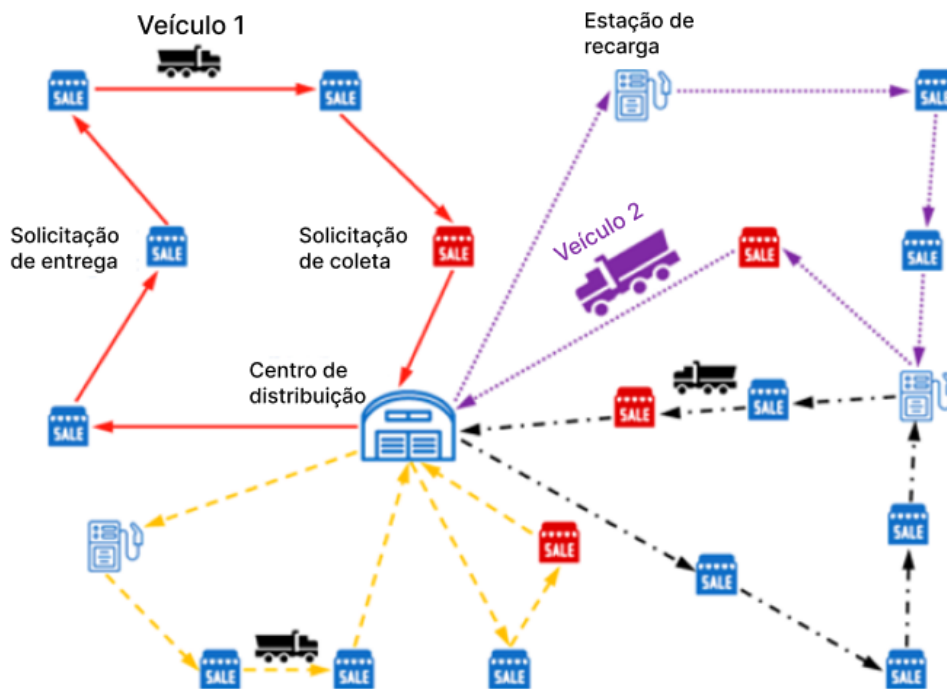 Veículo 1
Estação de
recarga
SALE
SALE
SALE
Solicitação
de entrega
SALE
Solicitação
de coleta
SALE
Veículo 2
SALE
SALE
Centro de
distribuição
SALE
SALE
SALE
SALE
SALE
SALE
SALE
SALE
SALE
SALE